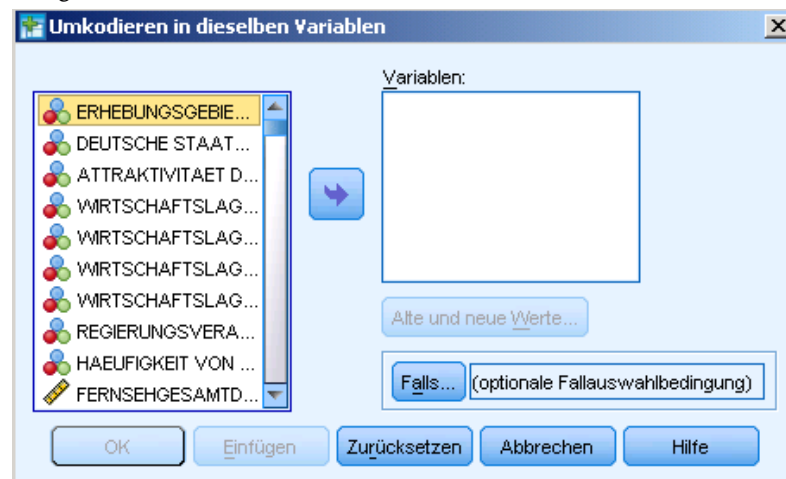 Umkodieren in dieselben Variablen
Variablen:
ERHEBUNGSGEBIE...
DEUTSCHE STAAT...
ATTRAKTIVITAET D...
WIRTSCHAFTSLAG...
WIRTSCHAFTSLAG...
WIRTSCHAFTSLAG...
WIRTSCHAFTSLAG...
REGIERUNGSVERA...
HAEUFIGKEIT VON ...
FERNSEHGESAMTD...
Alte und neue Werte...
Falls... (optionale Fallauswahlbedingung)
OK Einfügen Zurücksetzen Abbrechen Hilfe